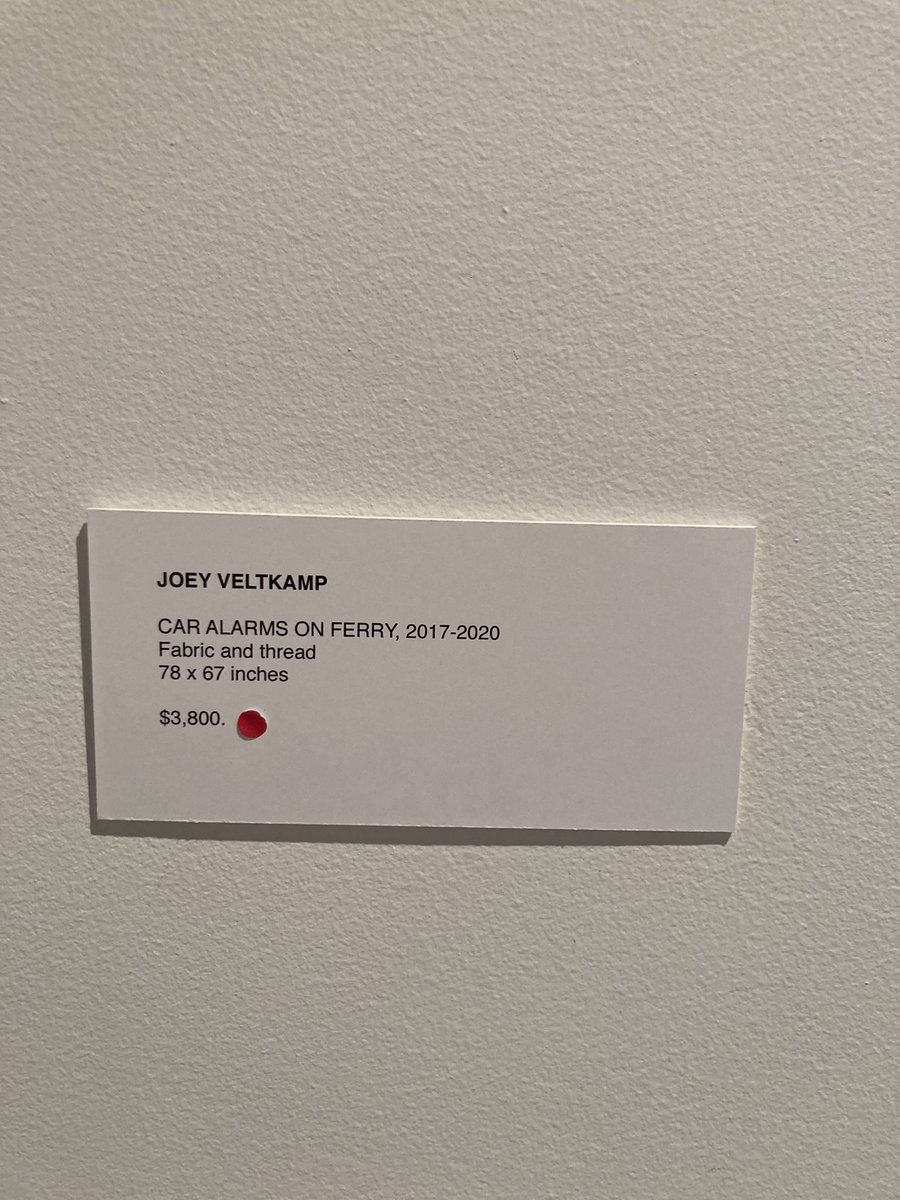 JOEY VELTKAMP
CAR ALARMS ON FERRY, 2017-2020
Fabric and thread
78 x 67 inches
$3,800.